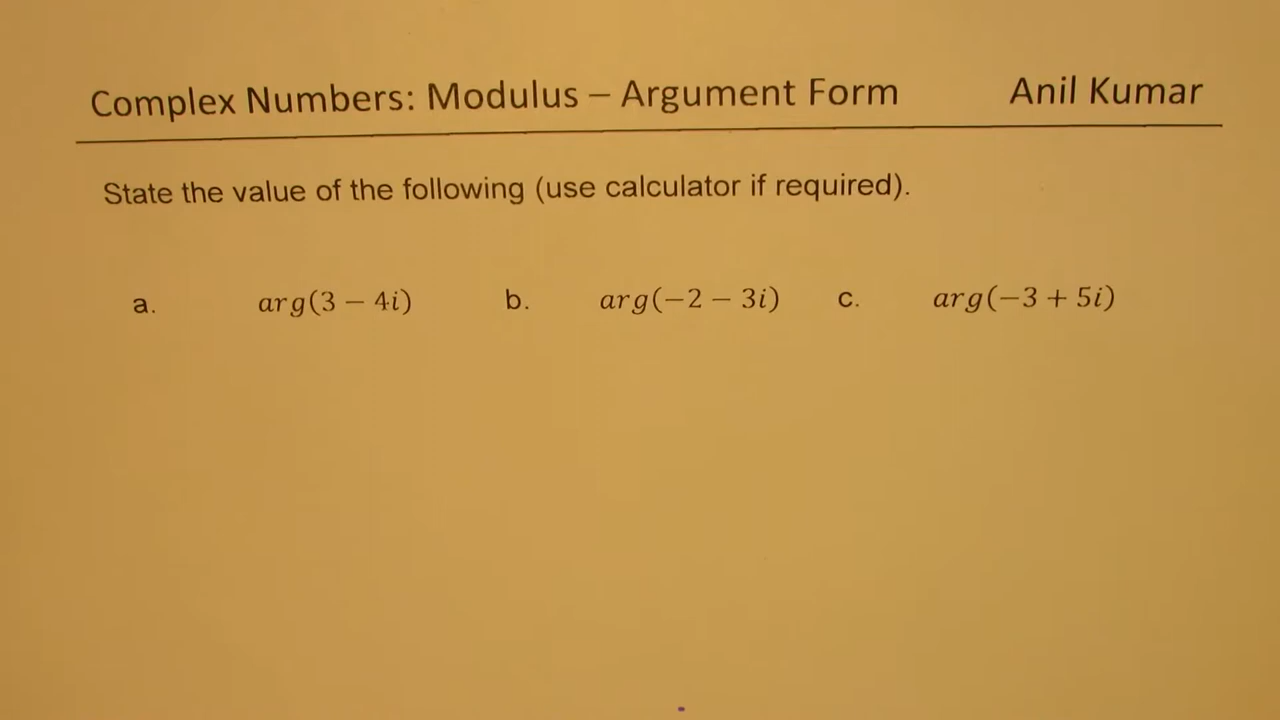 Complex Numbers: Modulus – Argument Form Anil Kumar
State the value of the following (use calculator if required).
a. arg(3 − 4i) b. arg(−2 − 3i) c. arg(−3 + 5i)